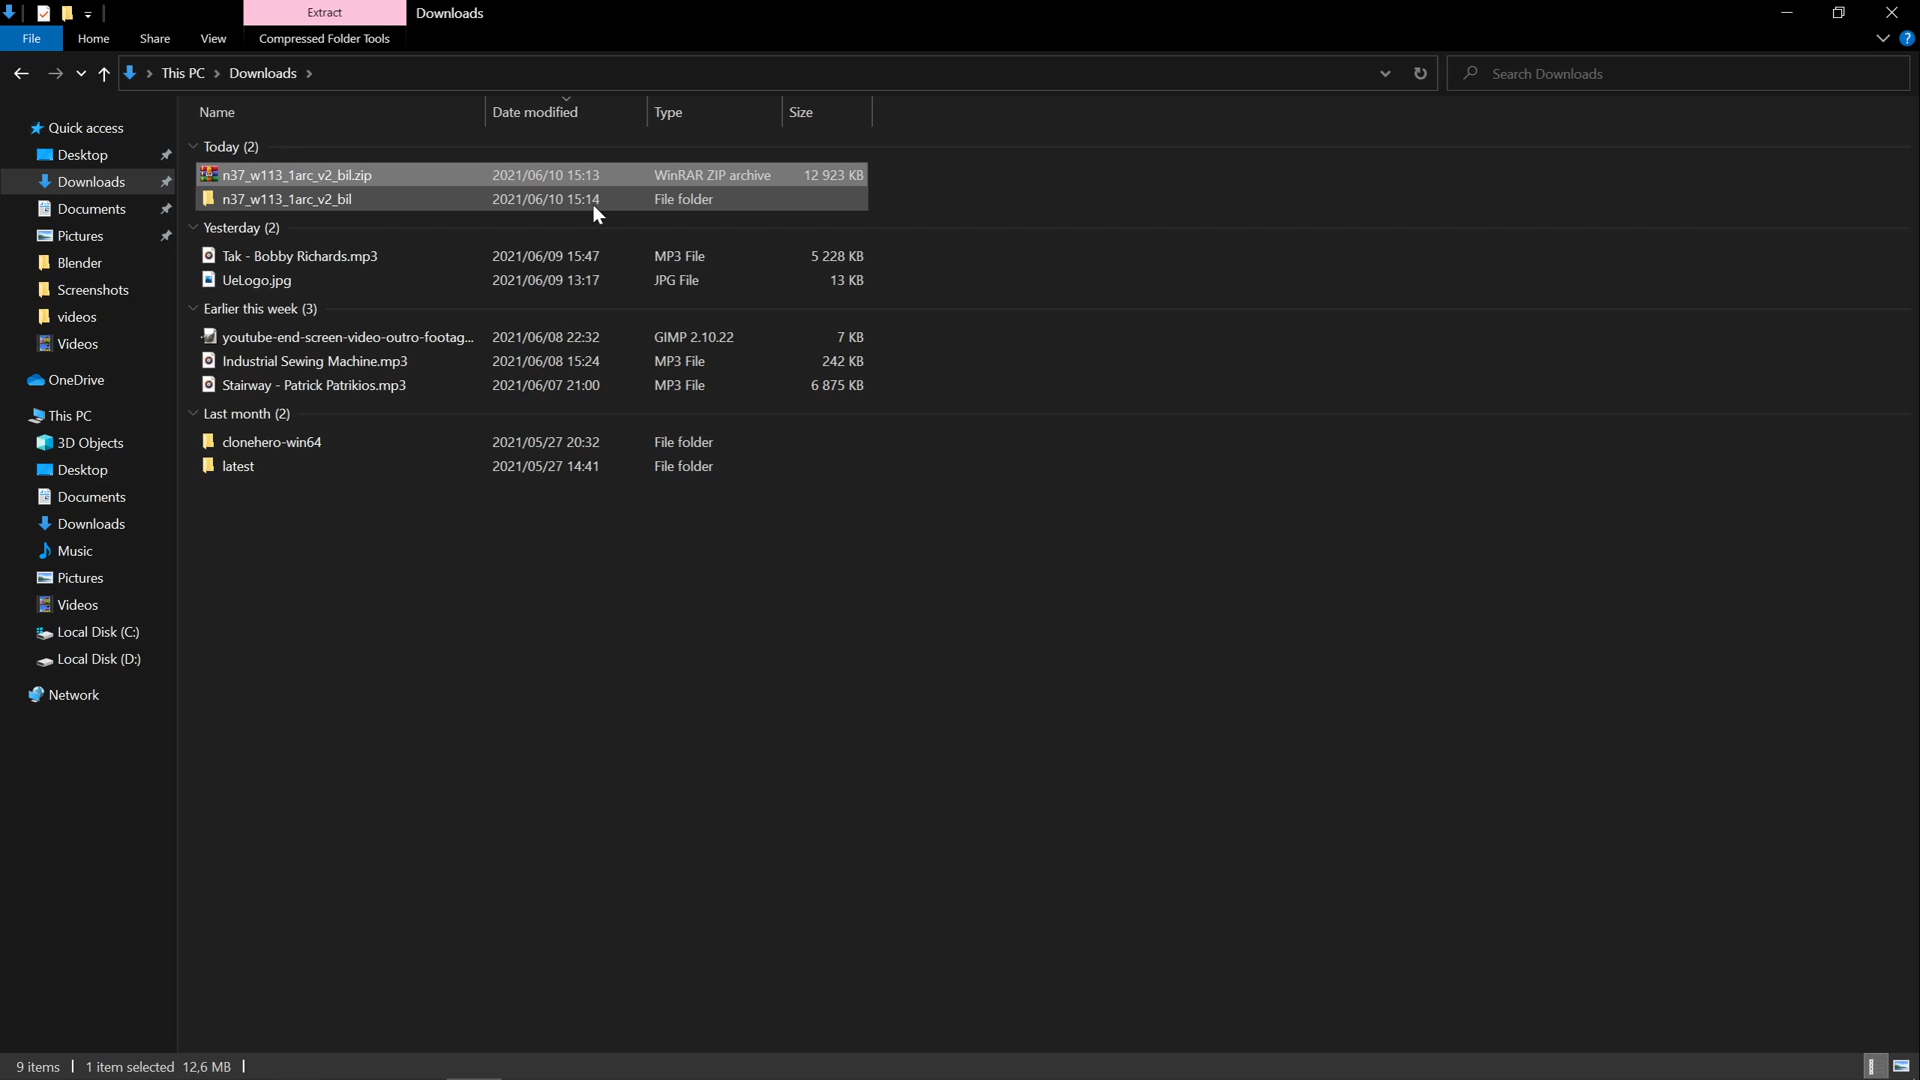 Extract Downloads
File Home Share View Compressed Folder Tools
This PC Downloads Search Downloads
Name Date modified Type Size
Quick access
Desktop
Downloads
Documents
Pictures
Blender
Screenshots
videos
Videos
OneDrive
This PC
3D Objects
Desktop
Documents
Downloads
Music
Pictures
Videos
Local Disk (C:)
Local Disk (D:)
Network
Today (2)
n37_w113_1arc_v2_bil.zip 2021/06/10 15:13 WinRAR ZIP archive 12 923 KB
n37_w113_1arc_v2_bil 2021/06/10 15:14 File folder
Yesterday (2)
Tak - Bobby Richards.mp3 2021/06/09 15:47 MP3 File 5 228 KB
UeLogo.jpg 2021/06/09 13:17 JPG File 13 KB
Earlier this week (3)
youtube-end-screen-video-outro-footag... 2021/06/08 22:32 GIMP 2.10.22 7 KB
Industrial Sewing Machine.mp3 2021/06/08 15:24 MP3 File 242 KB
Stairway - Patrick Patrikios.mp3 2021/06/07 21:00 MP3 File 6 875 KB
Last month (2)
clonehero-win64 2021/05/27 20:32 File folder
latest 2021/05/27 14:41 File folder
9 items 1 item selected 12,6 MB